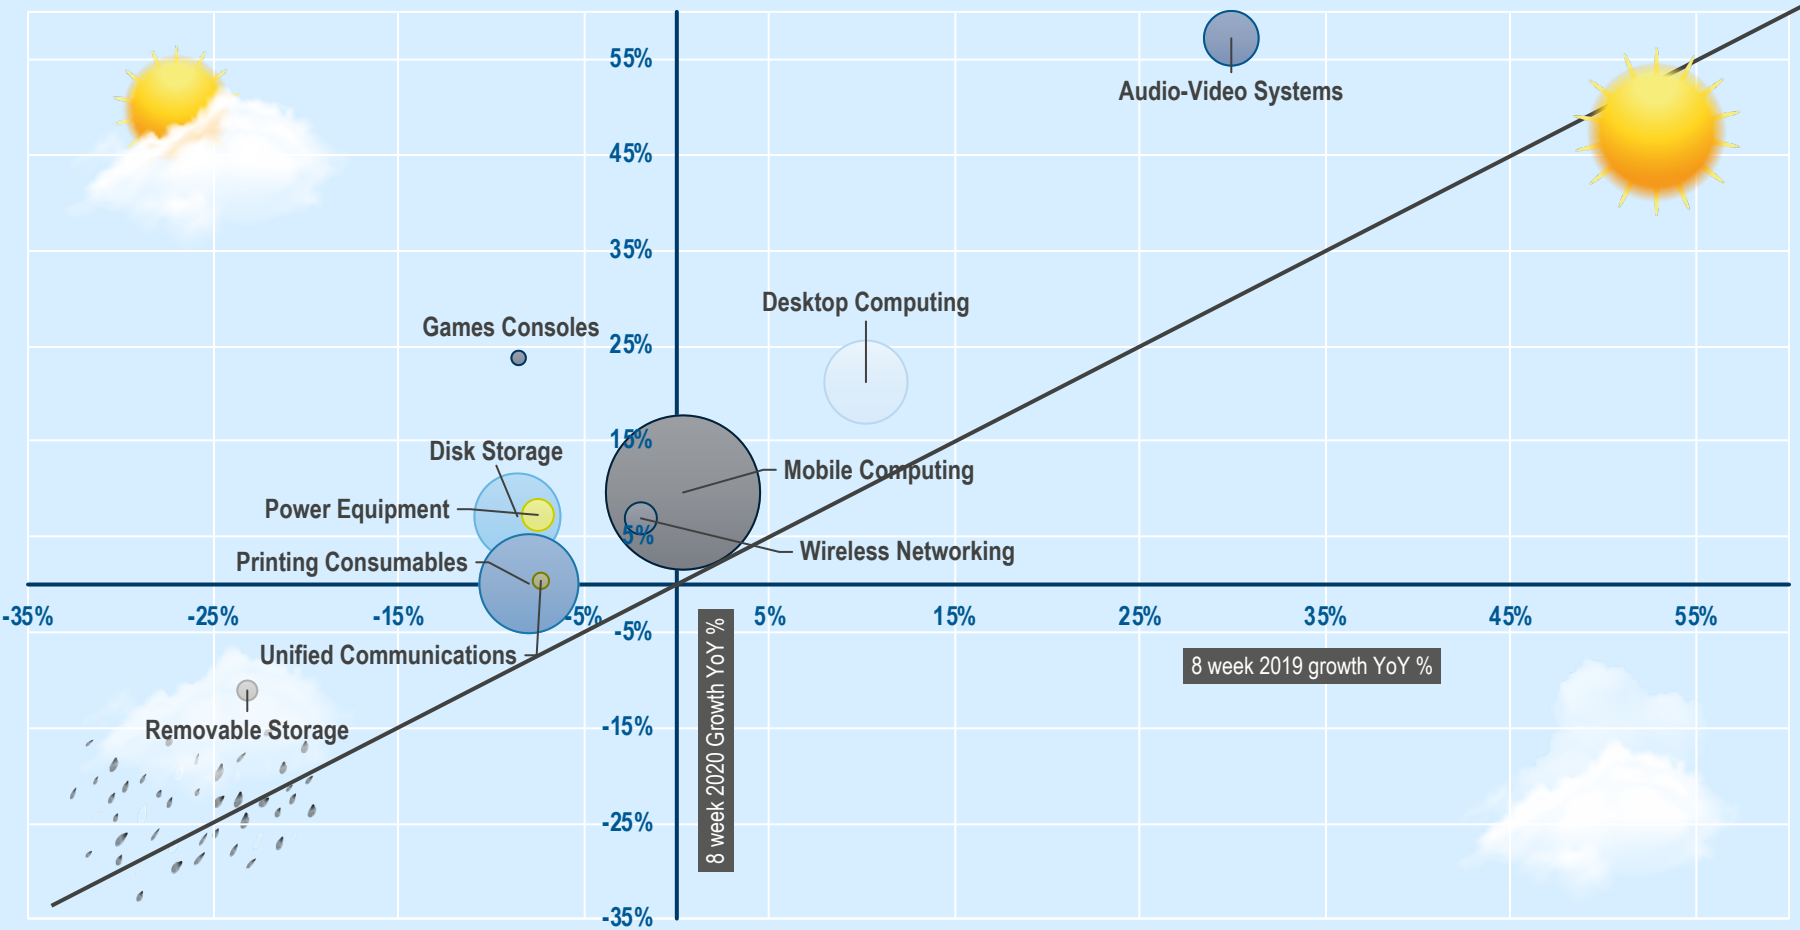 55%
Audio-Video Systems
45%
35%
Desktop Computing
Games Consoles
25%
15%
Disk Storage
Mobile Computing
Power Equipment
5%
Wireless Networking
Printing Consumables
-35%
-25%
-15%
-5%
5%
15%
25%
35%
45%
55%
-5%
Unified Communications
8 week 2019 growth YoY %
8 week 2020 Growth YoY %
Removable Storage
-15%
-25%
-35%